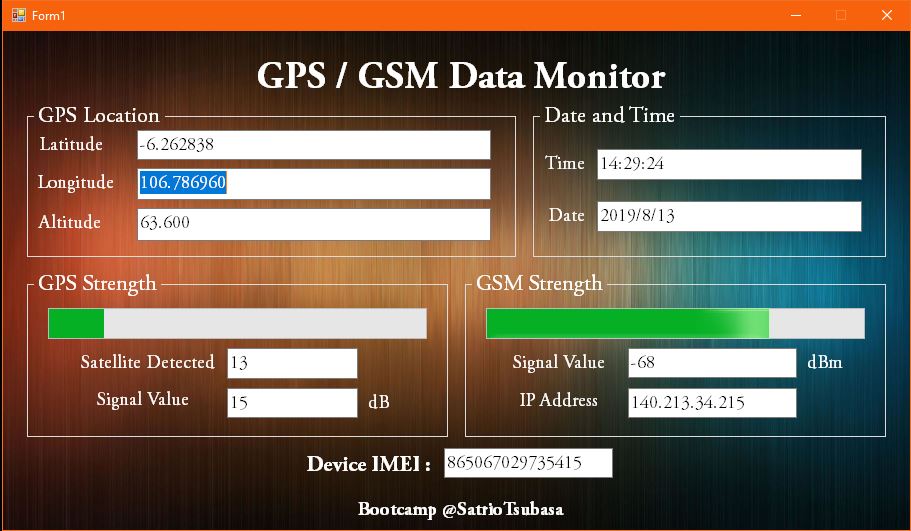 Form1
GPS / GSM Data Monitor
GPS Location
Latitude -6.262838
Longitude 106.786960
Altitude 63.600
Date and Time
Time 14:29:24
Date 2019/8/13
GPS Strength
Satellite Detected 13
Signal Value 15 dB
GSM Strength
Signal Value -68 dBm
IP Address 140.213.34.215
Device IMEI : 865067029735415
Bootcamp @SatrioTsubasa